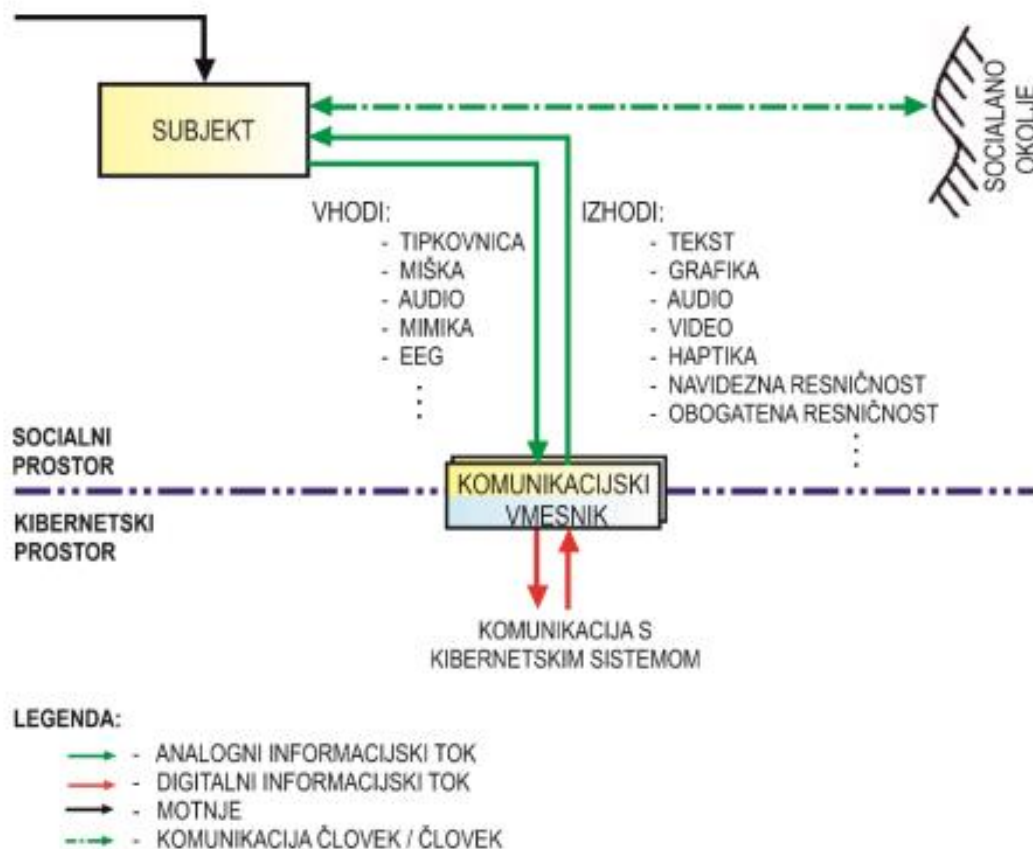 SUBJEKT
SOCIALANO
OKOLJE
VHODI:
- TIPKOVNICA
- MIŠKA
- AUDIO
- MIMIKA
- EEG
IZHODI:
- TEKST
- GRAFIKA
- AUDIO
- VIDEO
- HAPTIKA
- NAVIDEZNA RESNIČNOST
- OBOGATENA RESNIČNOST
SOCIALNI
PROSTOR
KOMUNIKACIJSKI
VMESNIK
KIBERNETSKI
PROSTOR
KOMUNIKACIJA S
KIBERNETSKIM SISTEMOM
LEGENDA:
- ANALOGNI INFORMACIJSKI TOK
- DIGITALNI INFORMACIJSKI TOK
- MOTNJE
- KOMUNIKACIJA ČLOVEK / ČLOVEK